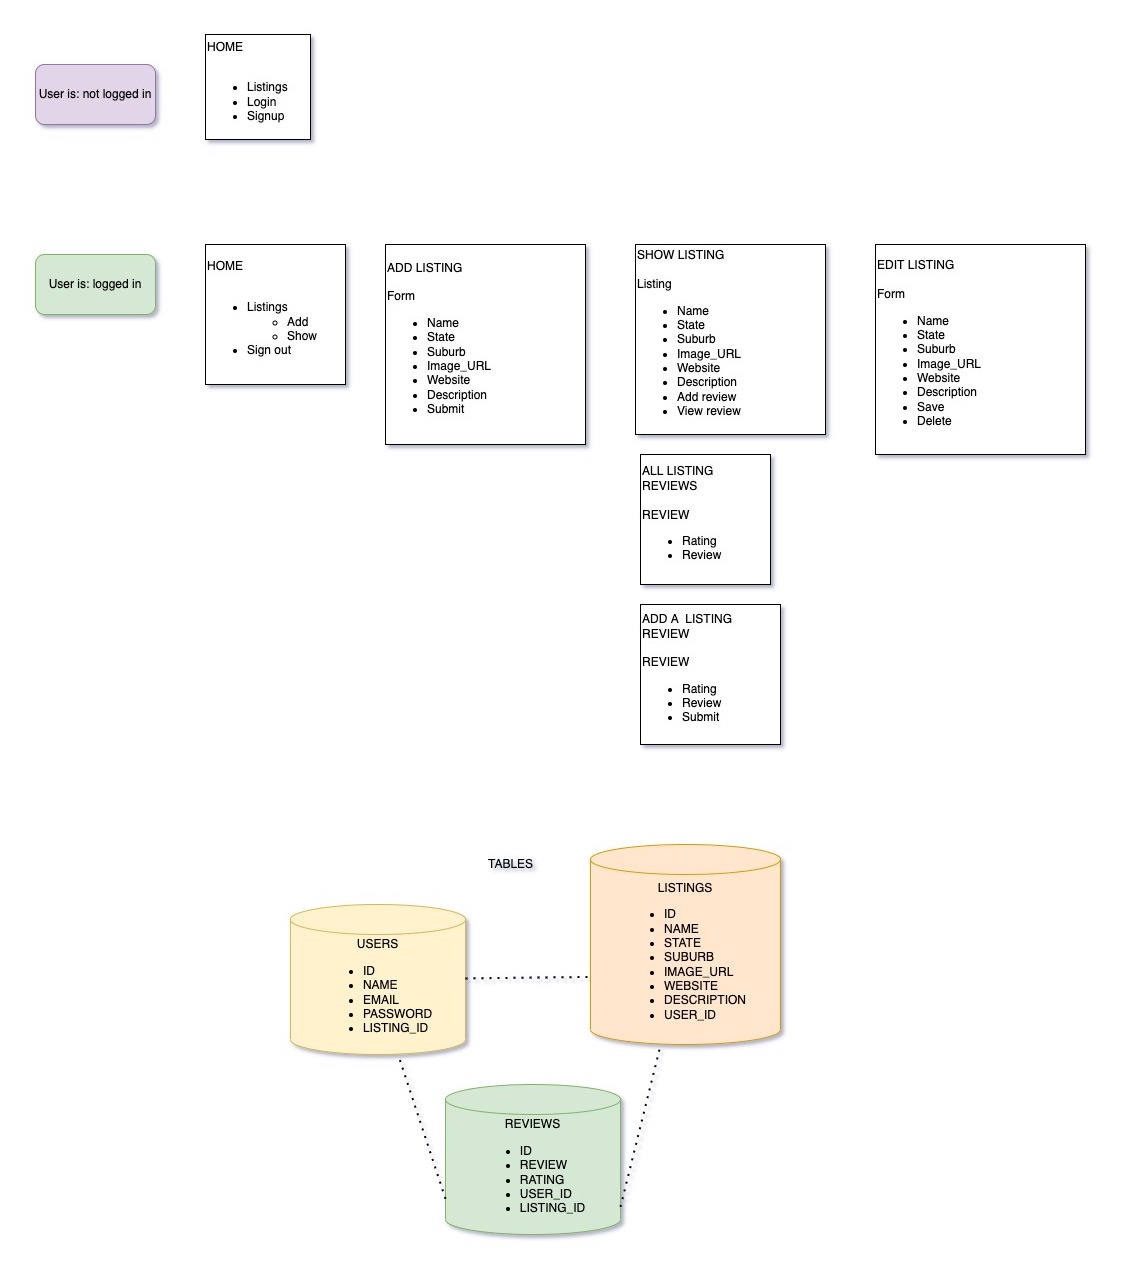 HOME
User is: not logged in
Listings
Login
Signup
User is: logged in
HOME
Listings
Add
Show
Sign out
ADD LISTING
Form
Name
State
Suburb
Image_URL
Website
Description
Submit
SHOW LISTING
Listing
Name
State
Suburb
Image_URL
Website
Description
Add review
View review
EDIT LISTING
Form
Name
State
Suburb
Image_URL
Website
Description
Save
Delete
ALL LISTING
REVIEWS
REVIEW
Rating
Review
ADD A LISTING
REVIEW
REVIEW
Rating
Review
Submit
TABLES
USERS
ID
NAME
EMAIL
PASSWORD
LISTING_ID
LISTINGS
ID
NAME
STATE
SUBURB
IMAGE_URL
WEBSITE
DESCRIPTION
USER_ID
REVIEWS
ID
REVIEW
RATING
USER_ID
LISTING_ID